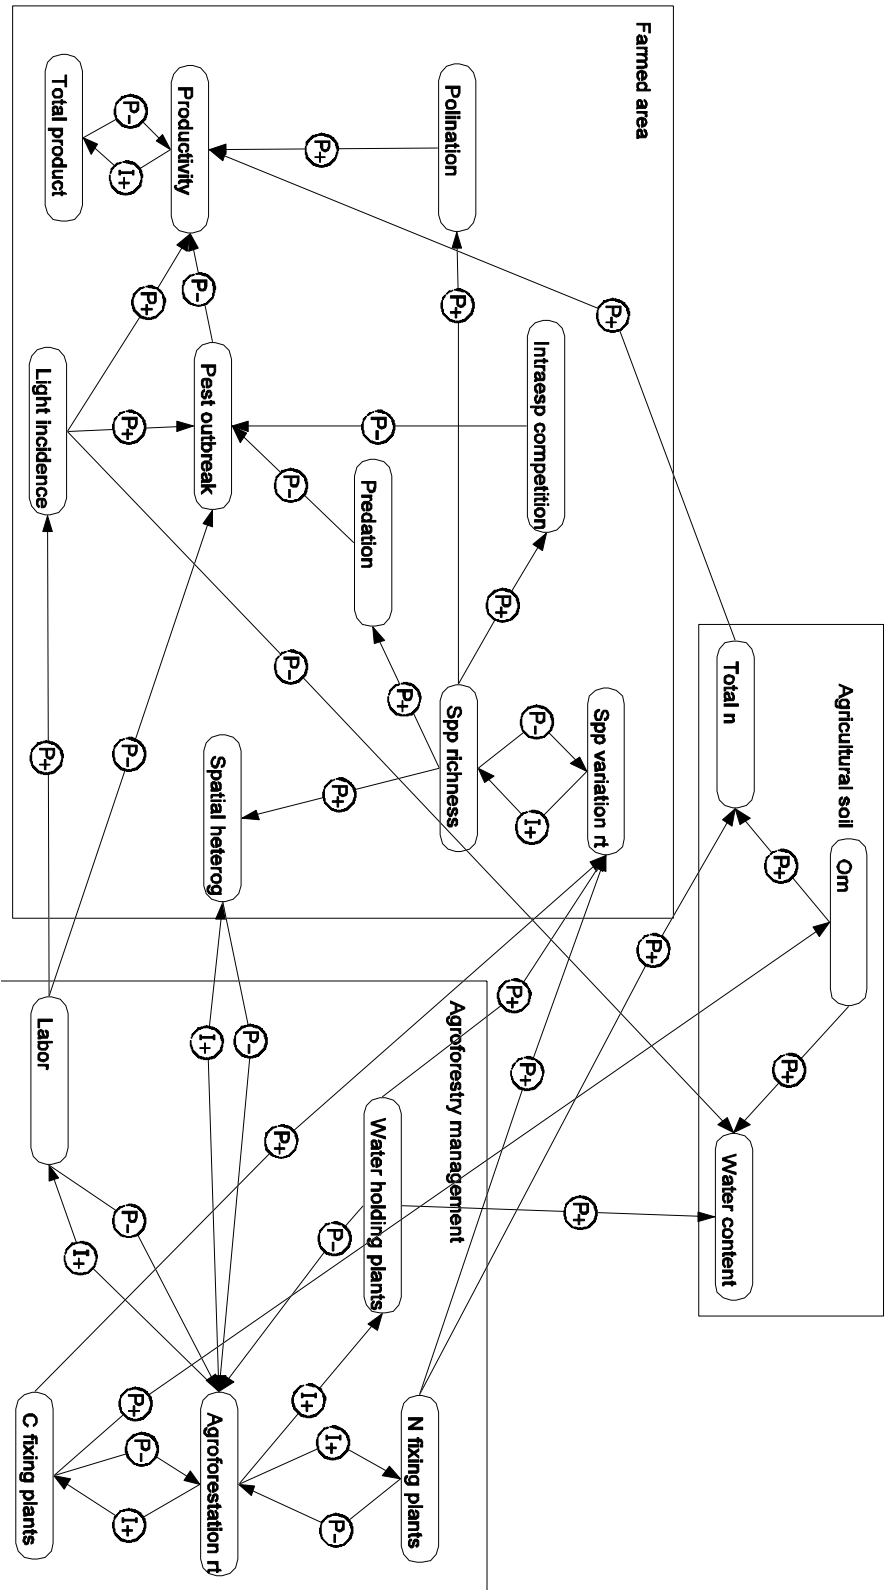 Farmed area
Total product
P-
I+
Productivity
P+
Polination
P+
P-
P+
P+
Light incidence
P+
Pest outbreak
P-
P-
Predation
Intraesp competition
P+
P+
P-
Spp richness
P-
I+
Spp variation rt
P+
Spatial heterog
P+
P-
Agricultural soil
Total n
Om
P+
P+
P+
Water content
P+
Agroforestry management
P+
P+
P+
I+
P-
Labor
P-
I+
Water holding plants
P-
I+
I+
P-
N fixing plants
P+
P-
I+
C fixing plants
Agroforestation rt